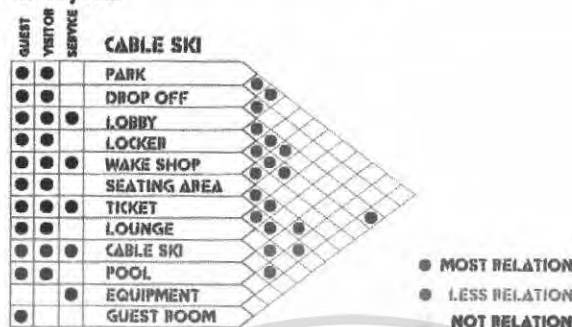 GUEST
VISITOR
SERVICE
CABLE SKI
PARK
DROP OFF
LOBBY
LOCKER
WAKE SHOP
SEATING AREA
TICKET
LOUNGE
CABLE SKI
POOL
EQUIPMENT
GUEST ROOM
MOST RELATION
LESS RELATION
NOT RELATION